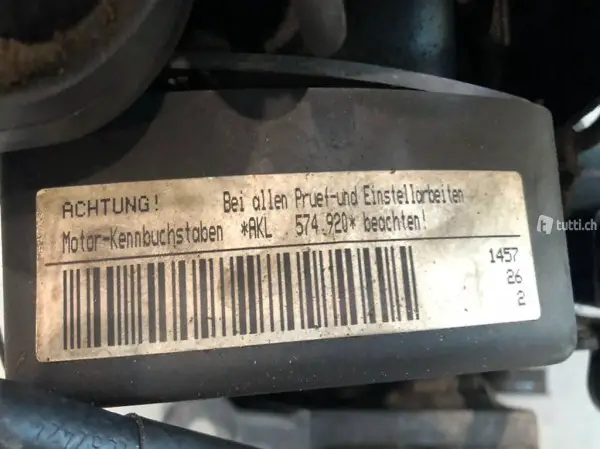 ACHTUNG! Bei allen Pruef-und Einstellarbeiten
Motor-Kennbuchstaben *AKL 574.920* beachten!
1457
26
2
tutti.ch